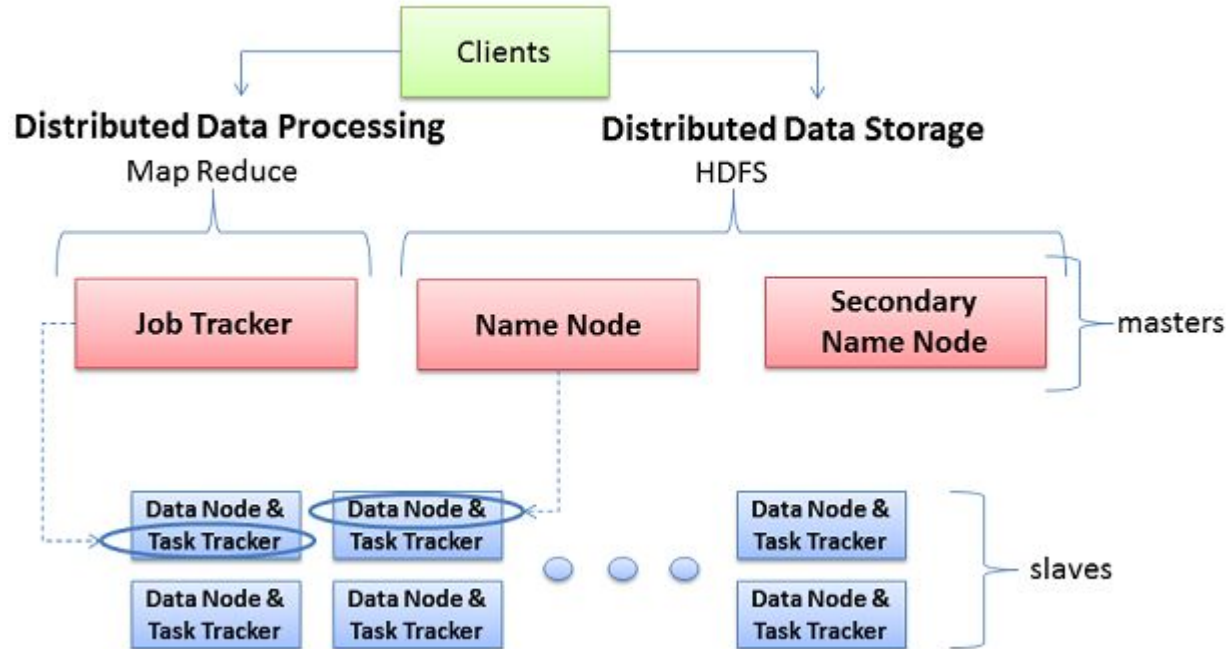 Clients
Distributed Data Processing
Distributed Data Storage
Map Reduce
HDFS
Job Tracker
Name Node
Secondary
Name Node
masters
Data Node &
Task Tracker
Data Node &
Task Tracker
Data Node &
Task Tracker
slaves
Data Node &
Task Tracker
Data Node &
Task Tracker
Data Node &
Task Tracker